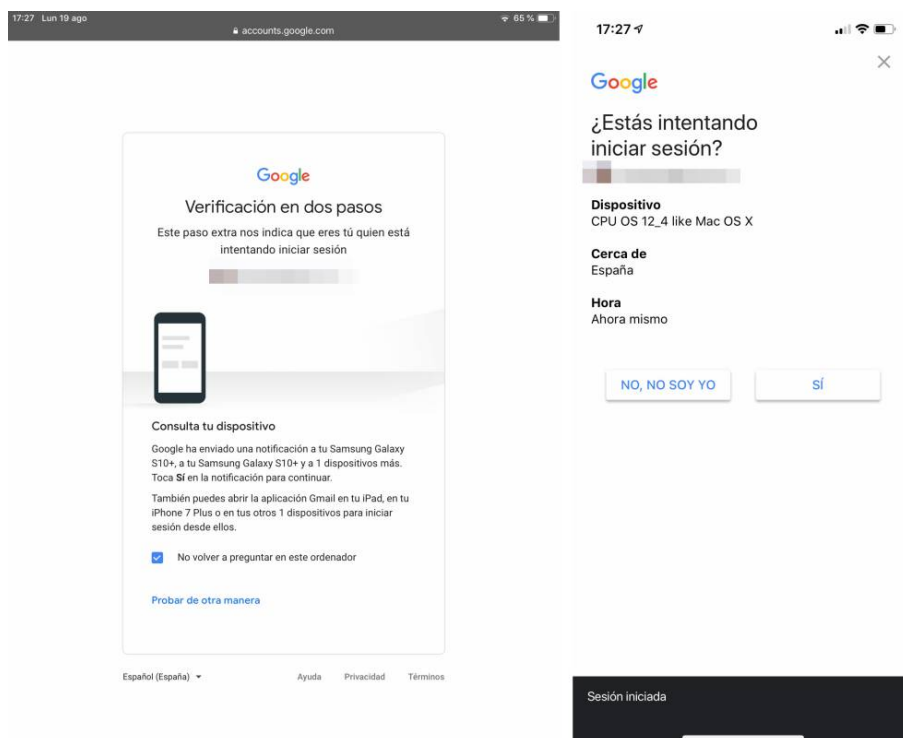 17:27 Lun 19 ago
65 %
accounts.google.com
Google
Verificación en dos pasos
Este paso extra nos indica que eres tú quien está
intentando iniciar sesión
Consulta tu dispositivo
Google ha enviado una notificación a tu Samsung Galaxy
S10+, a tu Samsung Galaxy S10+ y a 1 dispositivos más.
Toca Sí en la notificación para continuar.
También puedes abrir la aplicación Gmail en tu iPad, en tu
iPhone 7 Plus o en tus otros 1 dispositivos para iniciar
sesión desde ellos.
No volver a preguntar en este ordenador
Probar de otra manera
Español (España)
Ayuda
Privacidad
Términos
17:27
Google
¿Estás intentando
iniciar sesión?
Dispositivo
CPU OS 12_4 like Mac OS X
Cerca de
España
Hora
Ahora mismo
NO, NO SOY YO
SÍ
Sesión iniciada